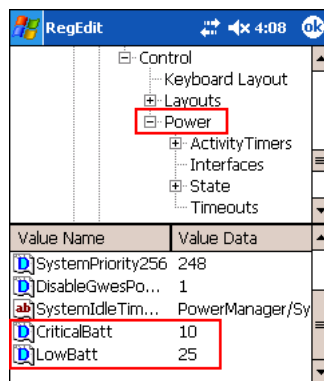 RegEdit 4:08 ok
Control
Keyboard Layout
Layouts
Power
ActivityTimers
Interfaces
State
Timeouts
Value Name Value Data
SystemPriority256 248
DisableGwesPo... 1
ab SystemIdleTim... PowerManager/Sy
CriticalBatt 10
LowBatt 25